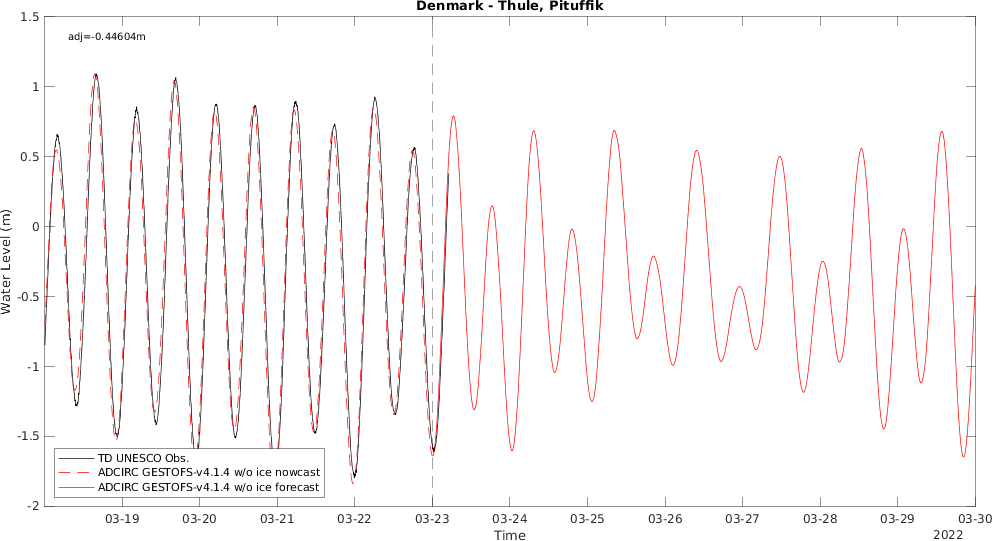 Denmark - Thule, Pituffik
adj=-0.44604m
1.5
1
0.5
0
-0.5
-1
-1.5
-2
Water Level (m)
TD UNESCO Obs.
ADCIRC GESTOFS-v4.1.4 w/o ice nowcast
ADCIRC GESTOFS-v4.1.4 w/o ice forecast
03-19 03-20 03-21 03-22 03-23 03-24 03-25 03-26 03-27 03-28 03-29 03-30
Time
2022